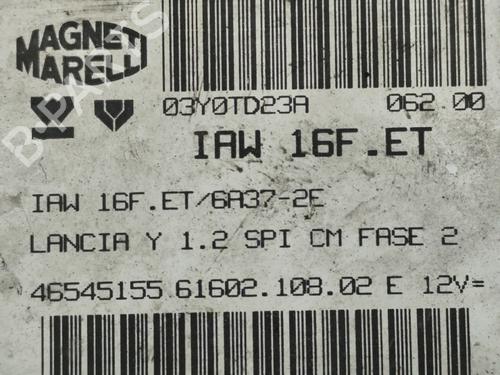 MAGNETI
MARELLI
03Y0TD23A 062.00
IAW 16F.ET
IAW 16F.ET/6A37-2E
LANCIA Y 1.2 SPI CM FASE 2
46545155 61602.108.02 E 12V=